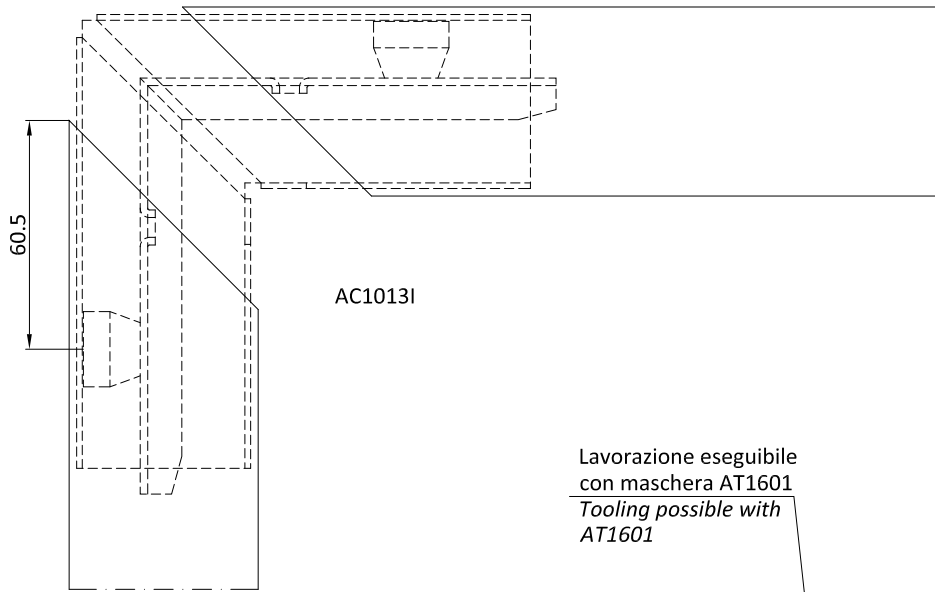 60.5
AC1013I
Lavorazione eseguibile
con maschera AT1601
Tooling possible with
AT1601